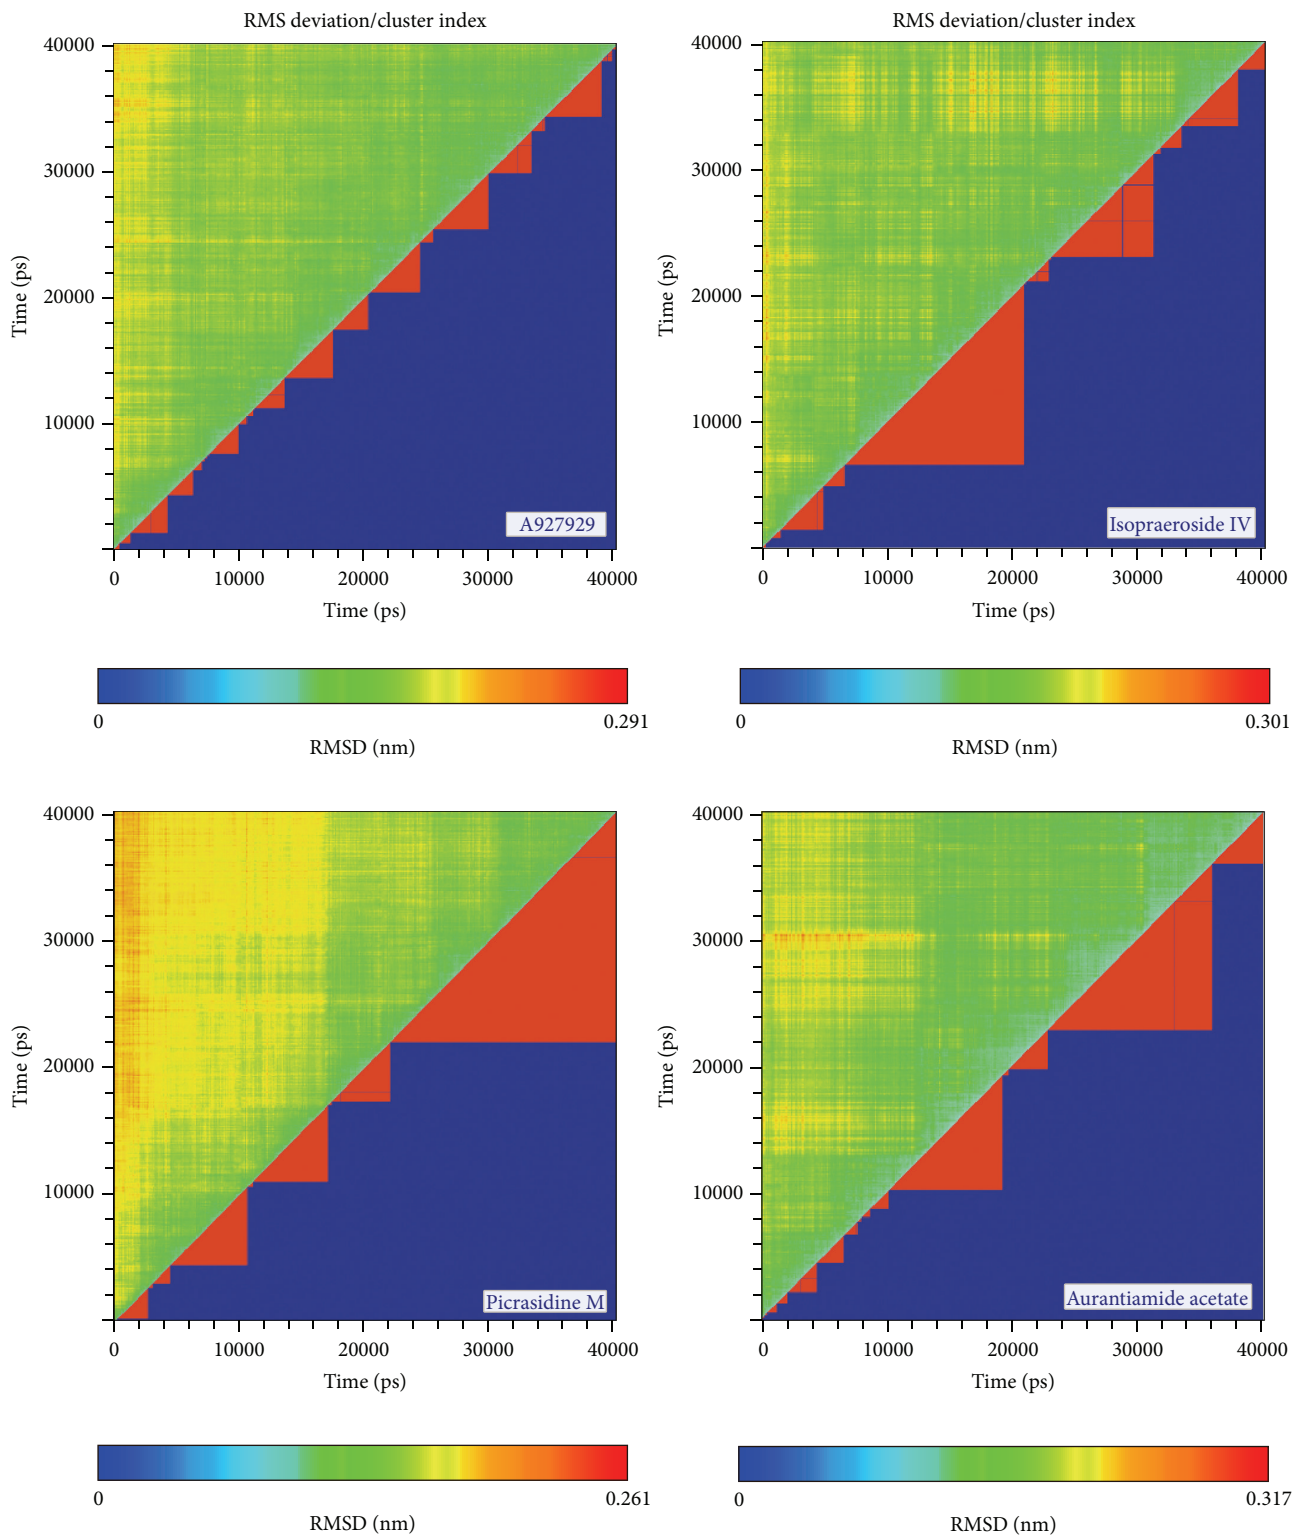 RMS deviation/cluster index
40000
30000
20000
10000
Time (ps)
A927929
0 10000 20000 30000 40000
Time (ps)
0 0.291
RMSD (nm)
RMS deviation/cluster index
40000
30000
20000
10000
Time (ps)
Isopraeroside IV
0 10000 20000 30000 40000
Time (ps)
0 0.301
RMSD (nm)
40000
30000
20000
10000
Time (ps)
Picrasidine M
0 10000 20000 30000 40000
Time (ps)
0 0.261
RMSD (nm)
40000
30000
20000
10000
Time (ps)
Aurantiamide acetate
0 10000 20000 30000 40000
Time (ps)
0 0.317
RMSD (nm)